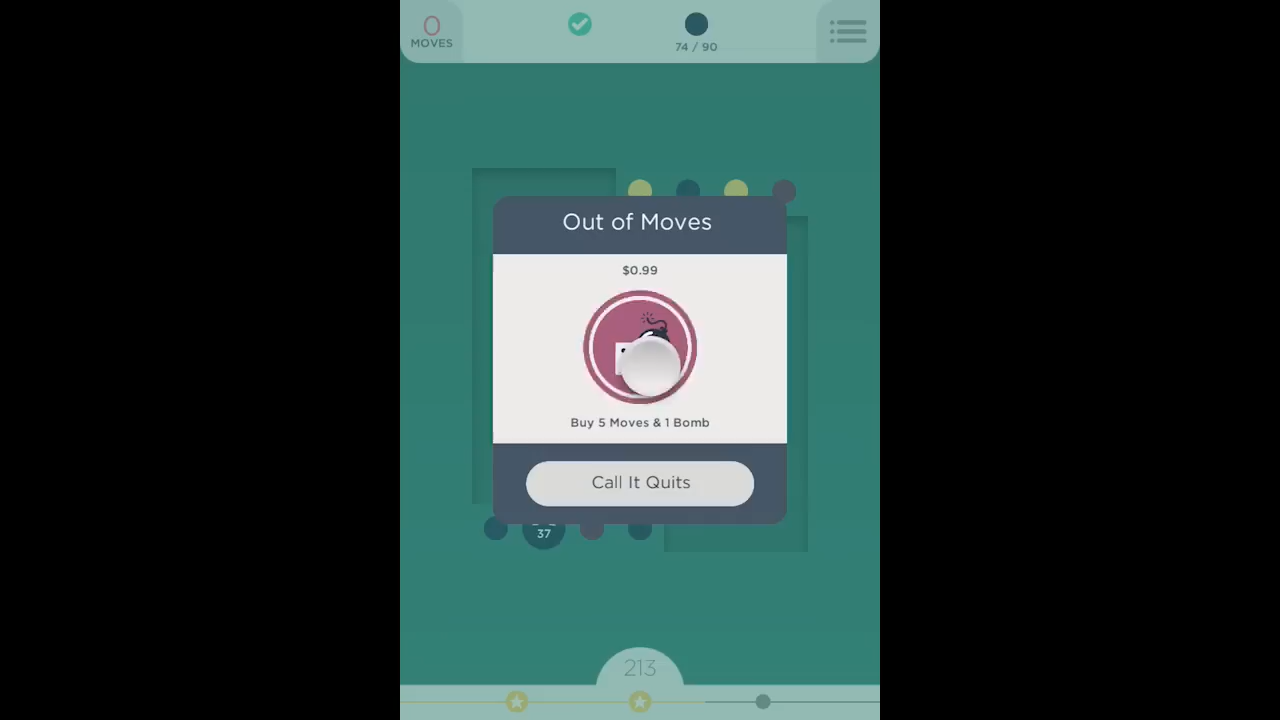 0
MOVES
74 / 90
Out of Moves
$0.99
Buy 5 Moves & 1 Bomb
Call It Quits
37
213